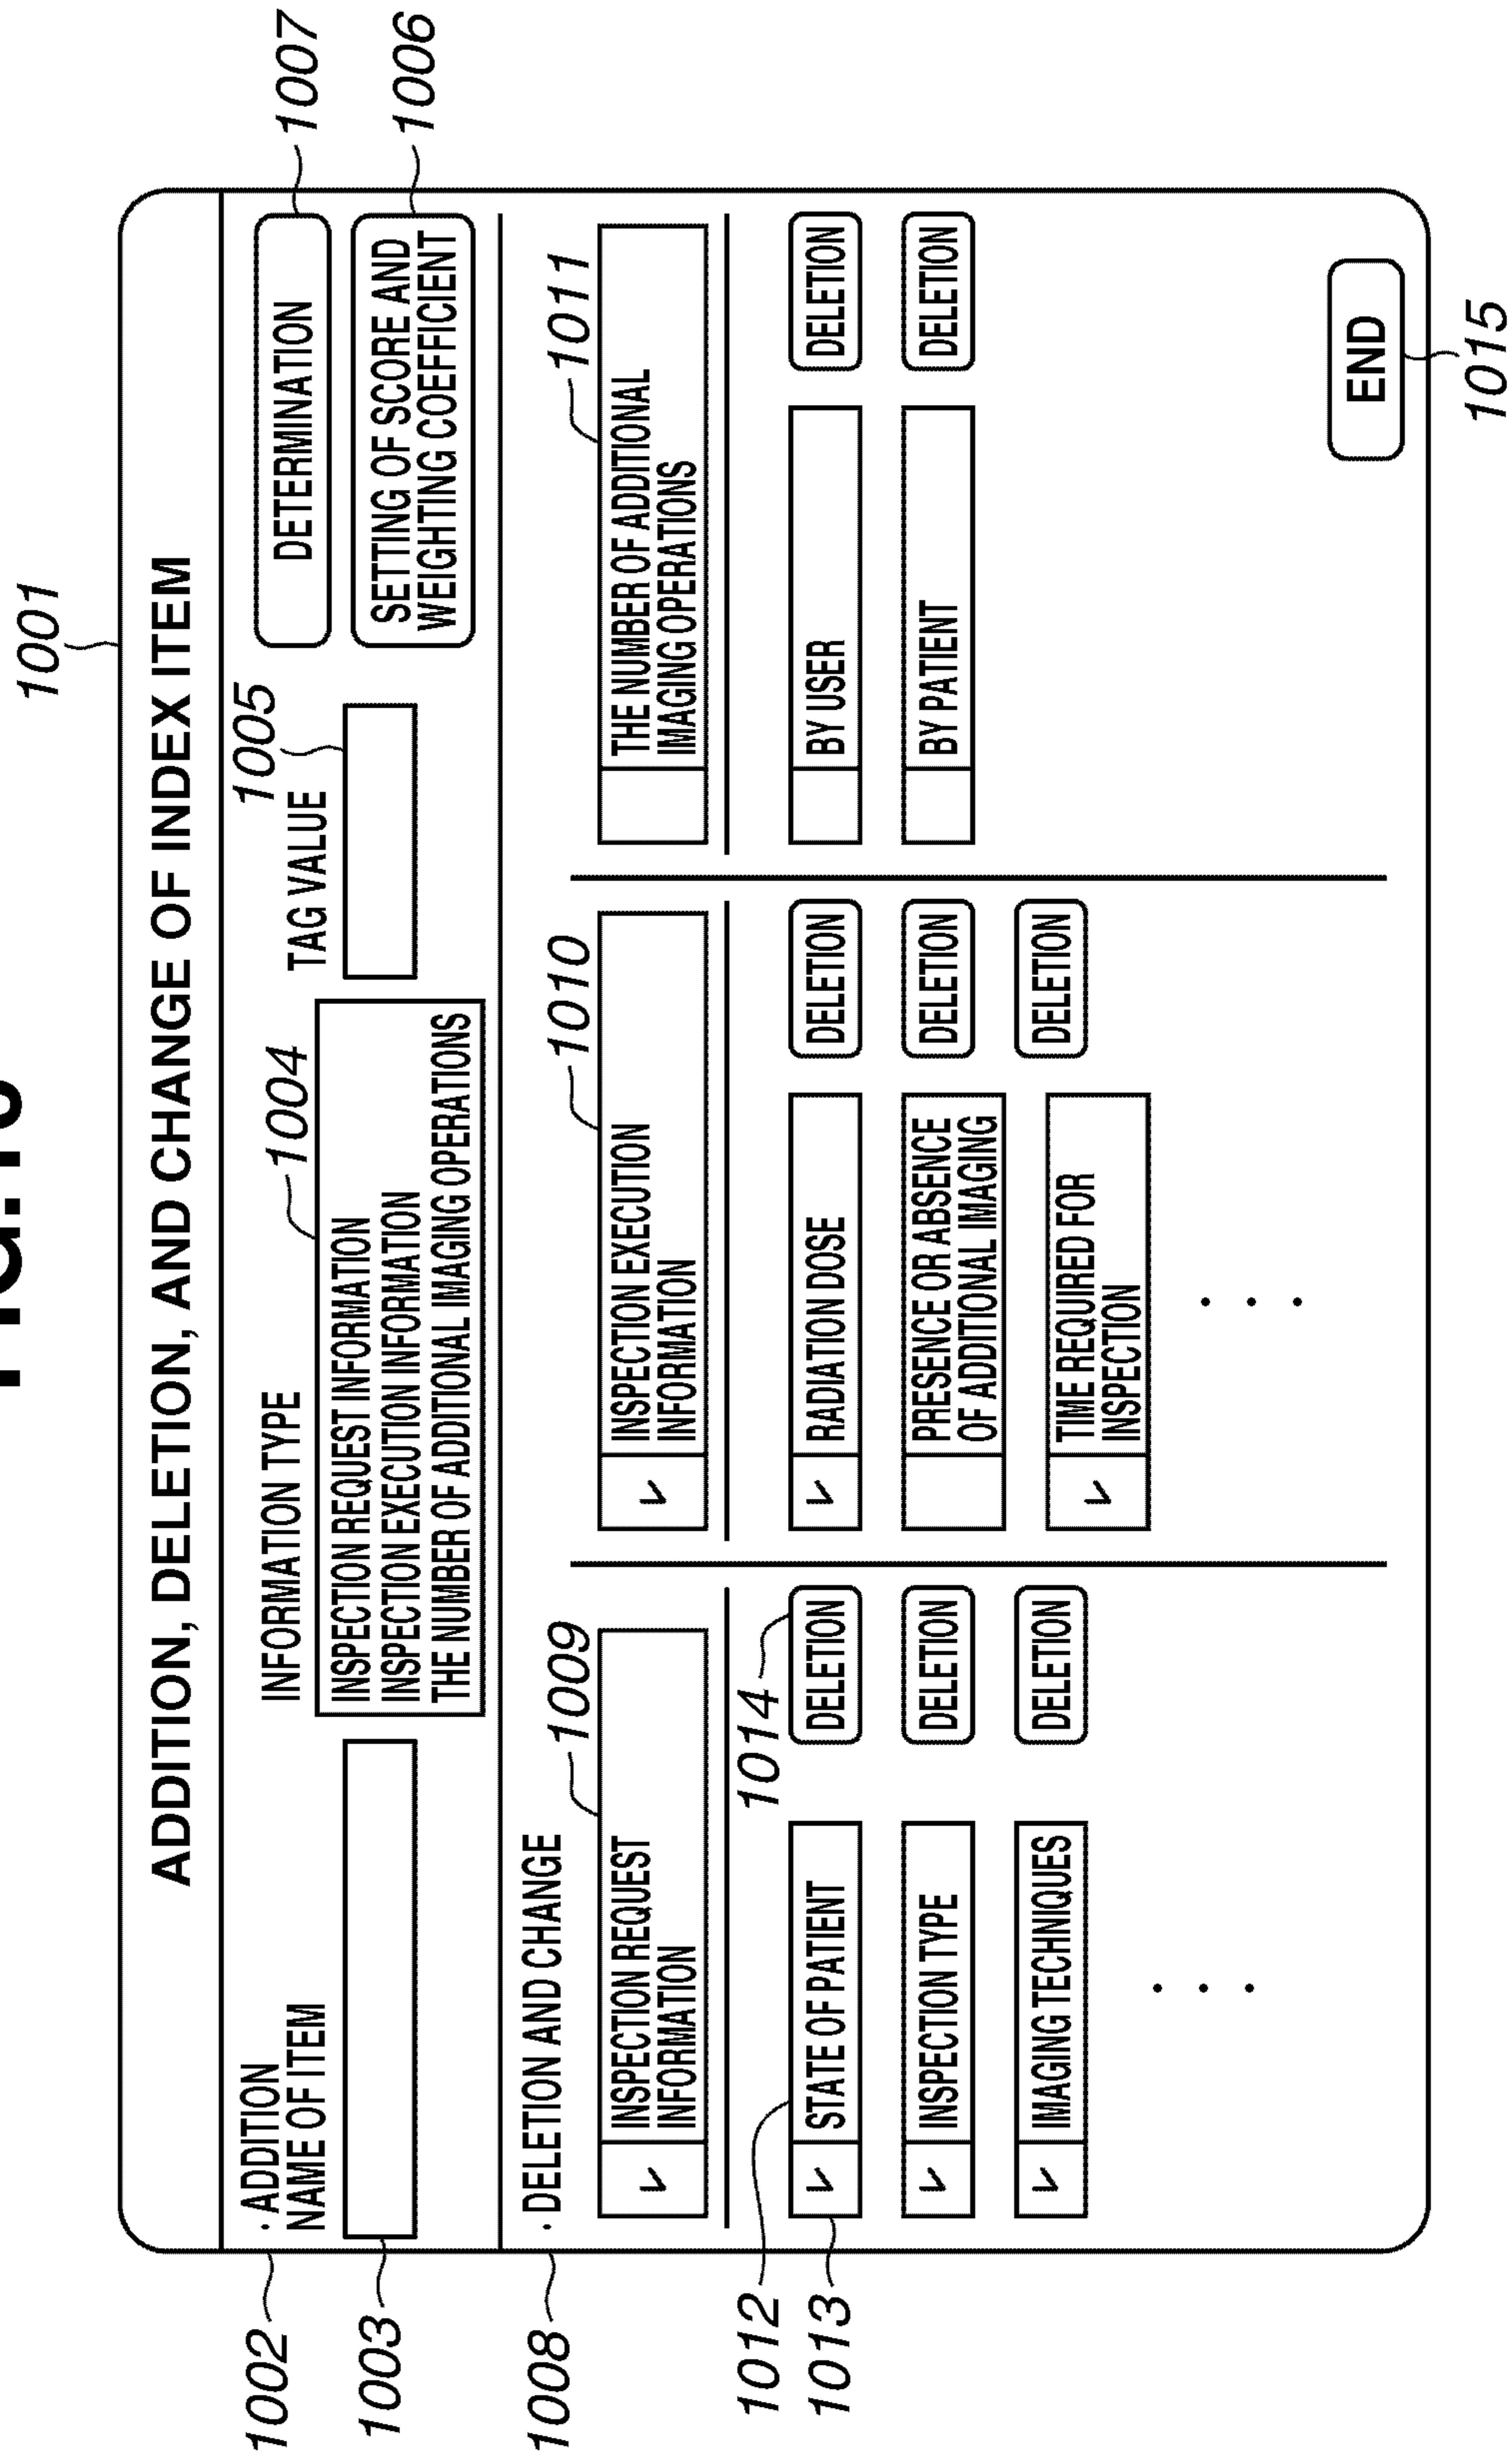 1001
ADDITION, DELETION, AND CHANGE OF INDEX ITEM
1002
· ADDITION
NAME OF ITEM
1003
INFORMATION TYPE
1004
INSPECTION REQUEST INFORMATION
INSPECTION EXECUTION INFORMATION
THE NUMBER OF ADDITIONAL IMAGING OPERATIONS
TAG VALUE
1005
DETERMINATION
1007
SETTING OF SCORE AND
WEIGHTING COEFFICIENT
1006
1008
· DELETION AND CHANGE
1009
INSPECTION REQUEST
INFORMATION
1012
1013
STATE OF PATIENT
1014
DELETION
INSPECTION TYPE
DELETION
IMAGING TECHNIQUES
DELETION
1010
INSPECTION EXECUTION
INFORMATION
RADIATION DOSE
DELETION
PRESENCE OR ABSENCE
OF ADDITIONAL IMAGING
DELETION
TIME REQUIRED FOR
INSPECTION
DELETION
1011
THE NUMBER OF ADDITIONAL
IMAGING OPERATIONS
BY USER
DELETION
BY PATIENT
DELETION
END
1015